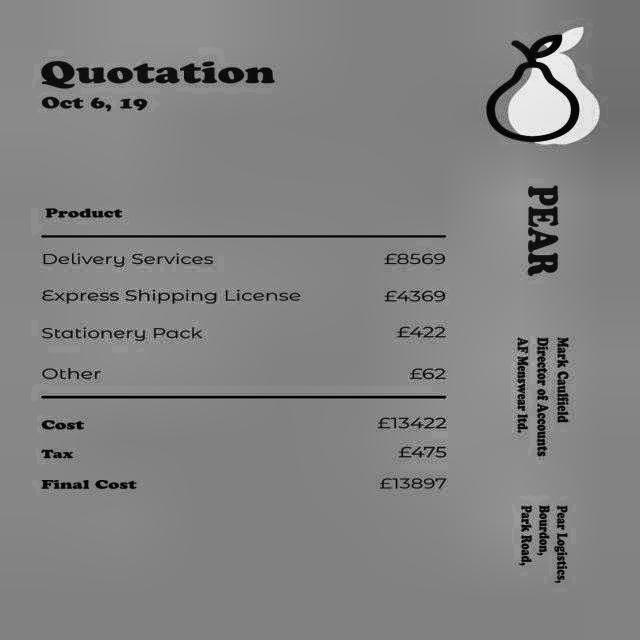 Quotation
Oct 6, 19
Product
Delivery Services £8569
Express Shipping License £4369
Stationery Pack £422
Other £62
Cost £13422
Tax £475
Final Cost £13897
PEAR
Mark Caulfield
Director of Accounts
AF Menswear ltd.
Pear Logistics,
Bourdon,
Park Road,